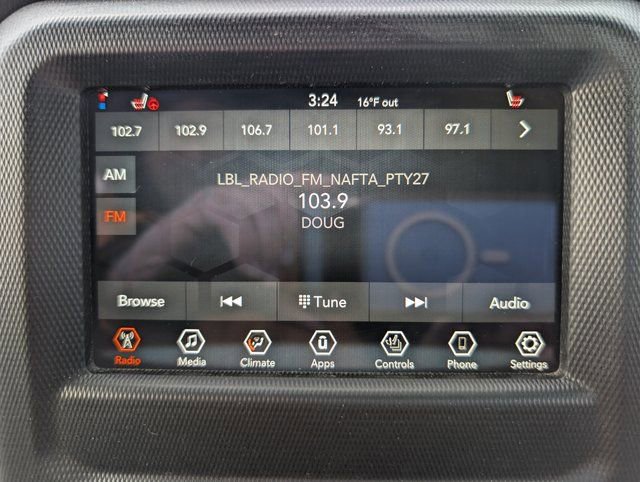 3:24 16°F out
102.7 102.9 106.7 101.1 93.1 97.1
AM
LBL_RADIO_FM_NAFTA_PTY27
103.9
FM
DOUG
Browse Tune Audio
Radio Media Climate Apps Controls Phone Settings